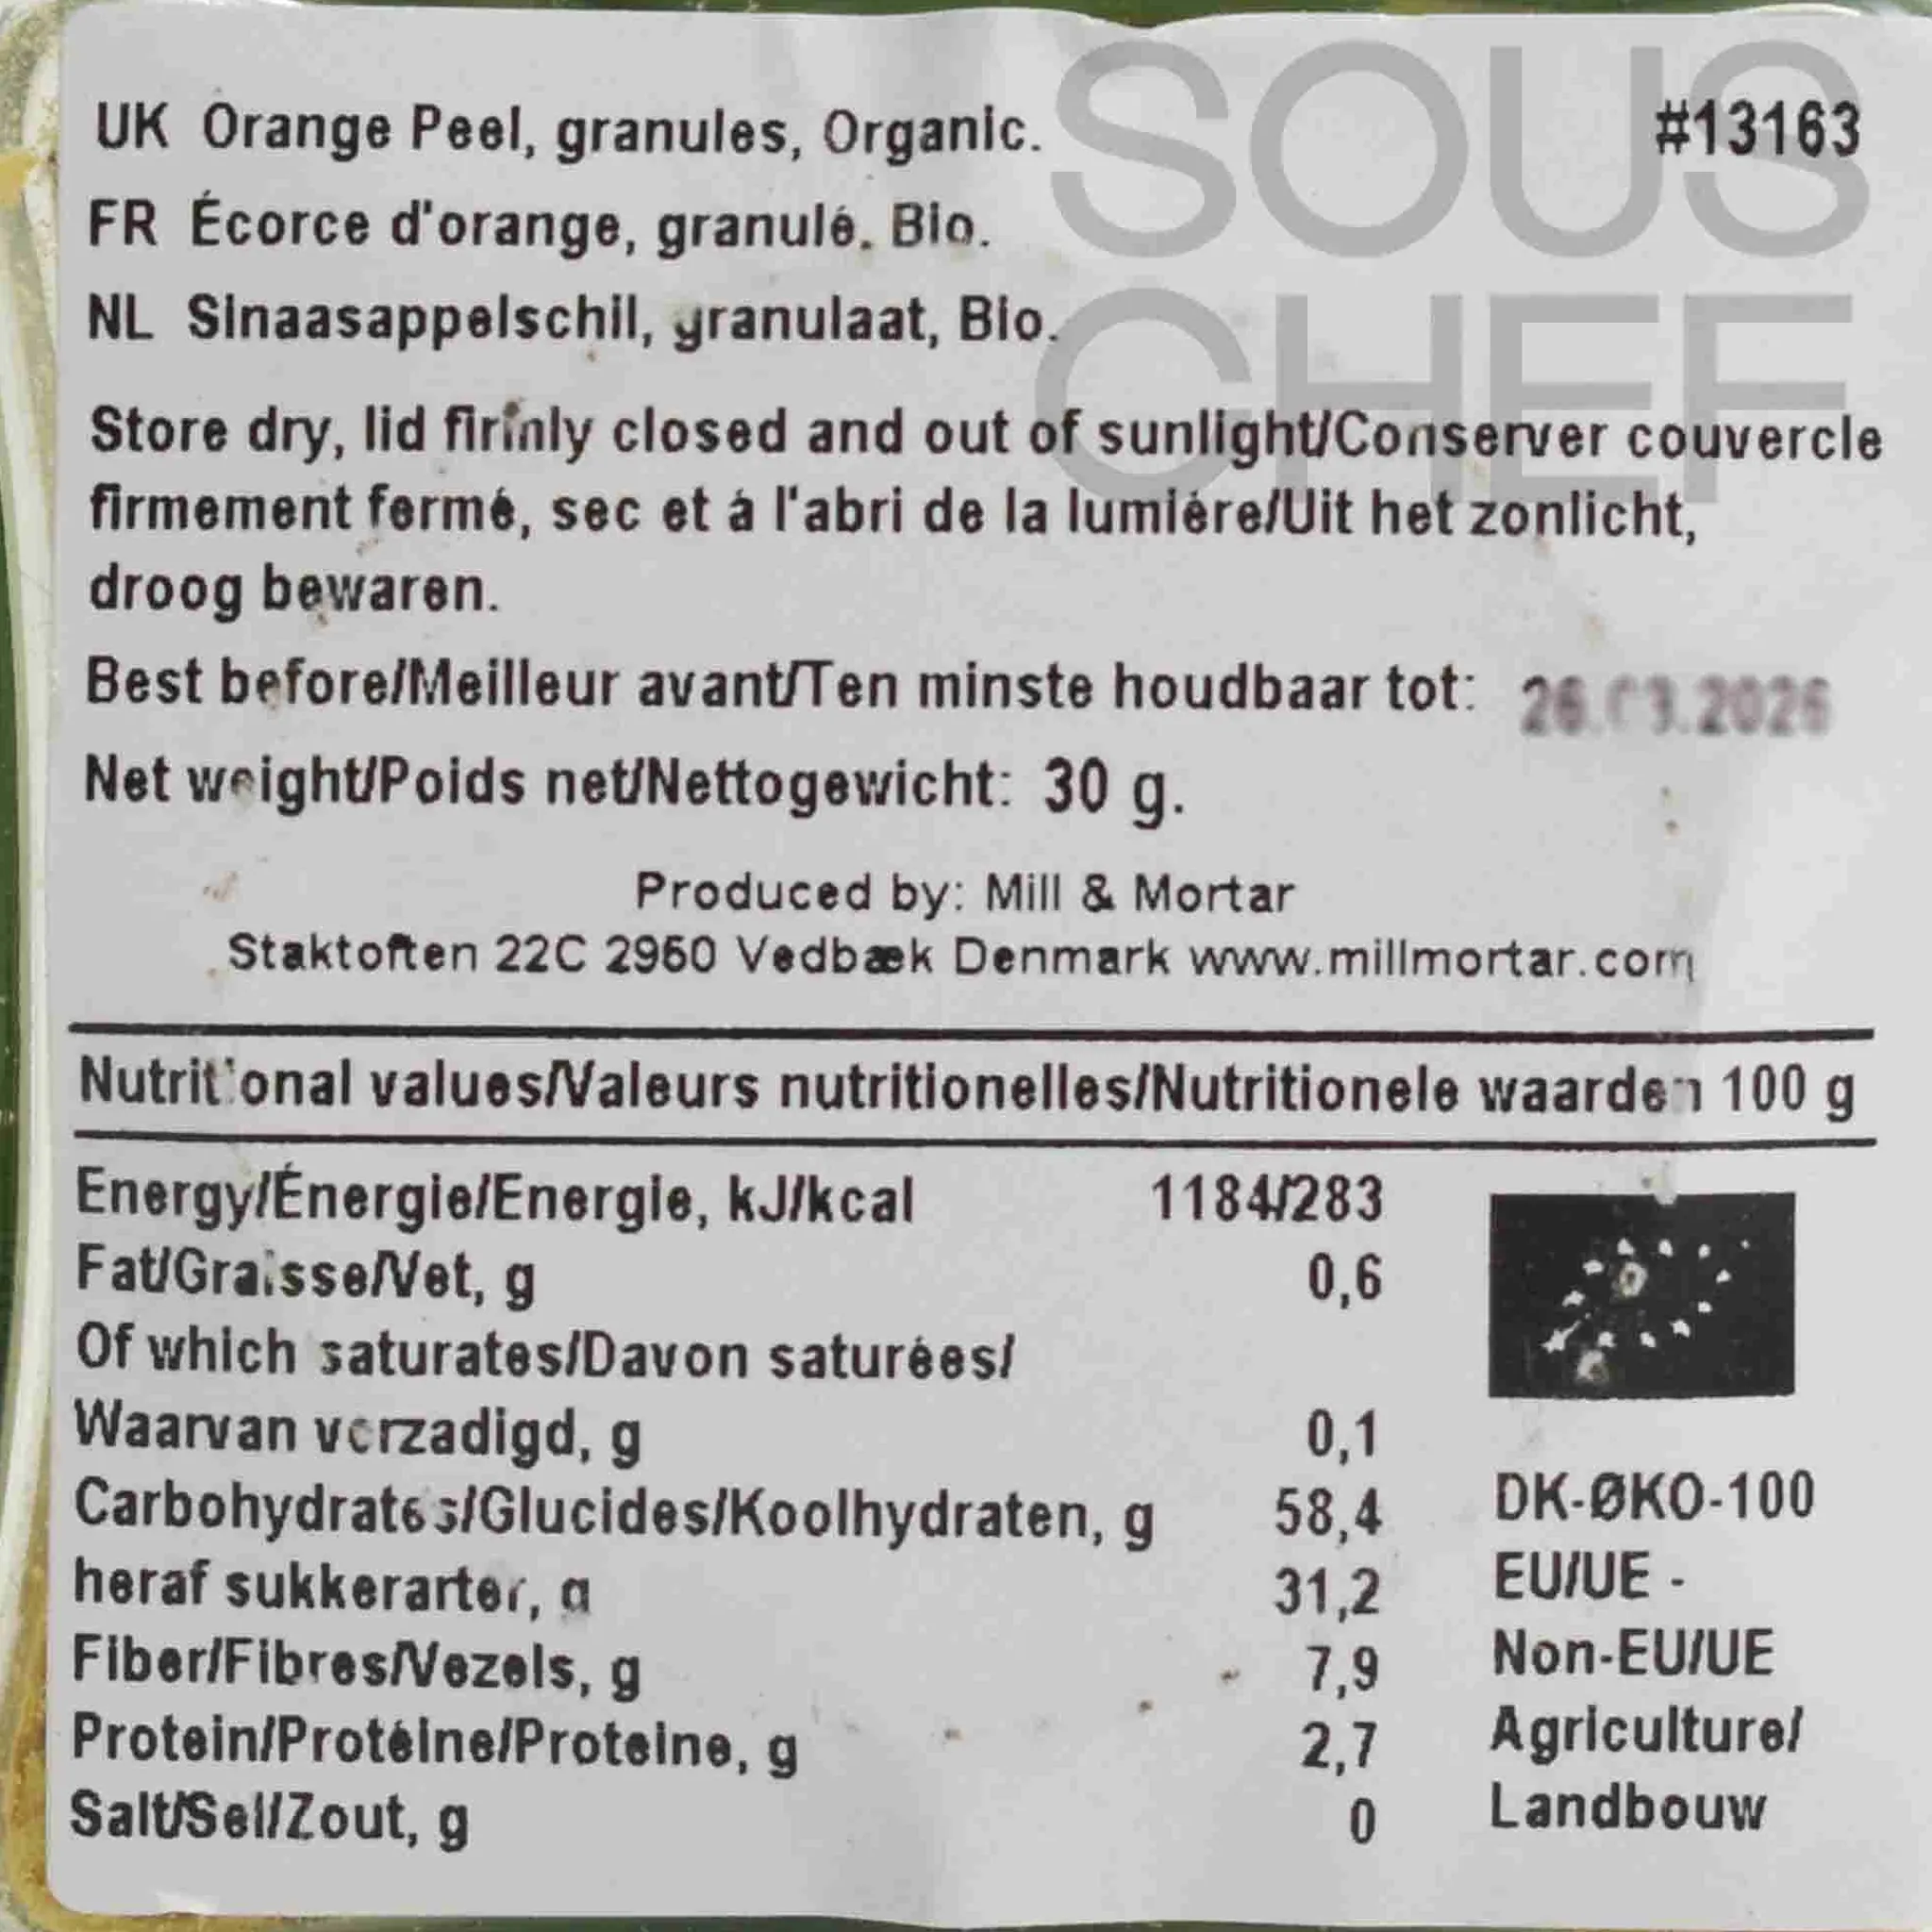 SOUS
CHEF
UK Orange Peel, granules, Organic. #13163
FR Écorce d'orange, granulé. Bio.
NL Sinaasappelschil, granulaat, Bio.
Store dry, lid firmly closed and out of sunlight/Conserver couvercle
firmement fermé, sec et à l'abri de la lumière/Uit het zonlicht,
droog bewaren.
Best before/Meilleur avant/Ten minste houdbaar tot: 26.03.2026
Net weight/Poids net/Nettogewicht: 30 g.
Produced by: Mill & Mortar
Staktoften 22C 2950 Vedbæk Denmark www.millmortar.com
Nutritional values/Valeurs nutritionelles/Nutritionele waarden 100 g
Energy/Énergie/Energie, kJ/kcal 1184/283
Fat/Graisse/Vet, g 0,6
Of which saturates/Davon saturées/
Waarvan verzadigd, g 0,1
Carbohydrates/Glucides/Koolhydraten, g 58,4
heraf sukkerarter, g 31,2
Fiber/Fibres/Vezels, g 7,9
Protein/Protéine/Proteine, g 2,7
Salt/Sel/Zout, g 0
DK-ØKO-100
EU/UE -
Non-EU/UE
Agriculture/
Landbouw